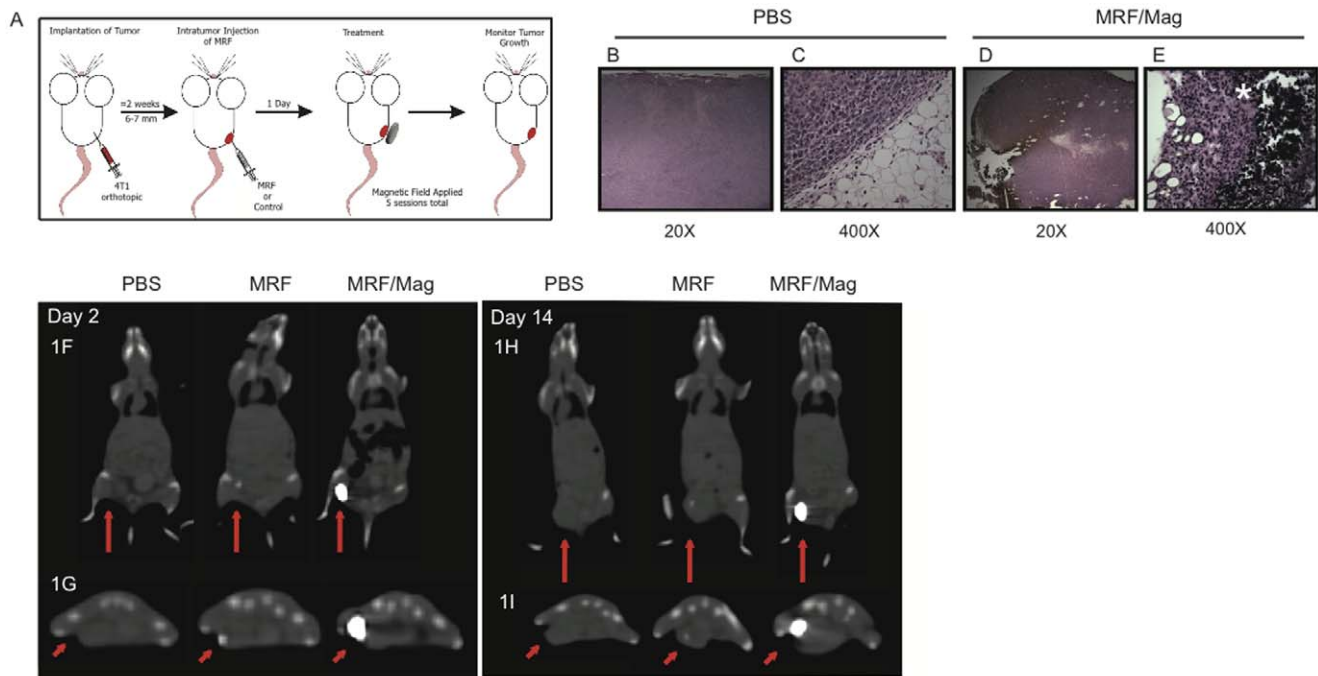 A
Implantation of Tumor
Intratumor Injection
of MRF
Treatment
Monitor Tumor
Growth
≈2 weeks
6-7 mm
1 Day
4T1
orthotopic
MRF
or
Control
Magnetic Field Applied
5 sessions total
PBS
MRF/Mag
B
C
D
E
*
20X
400X
20X
400X
PBS
MRF
MRF/Mag
PBS
MRF
MRF/Mag
Day 2
1F
1G
Day 14
1H
1I